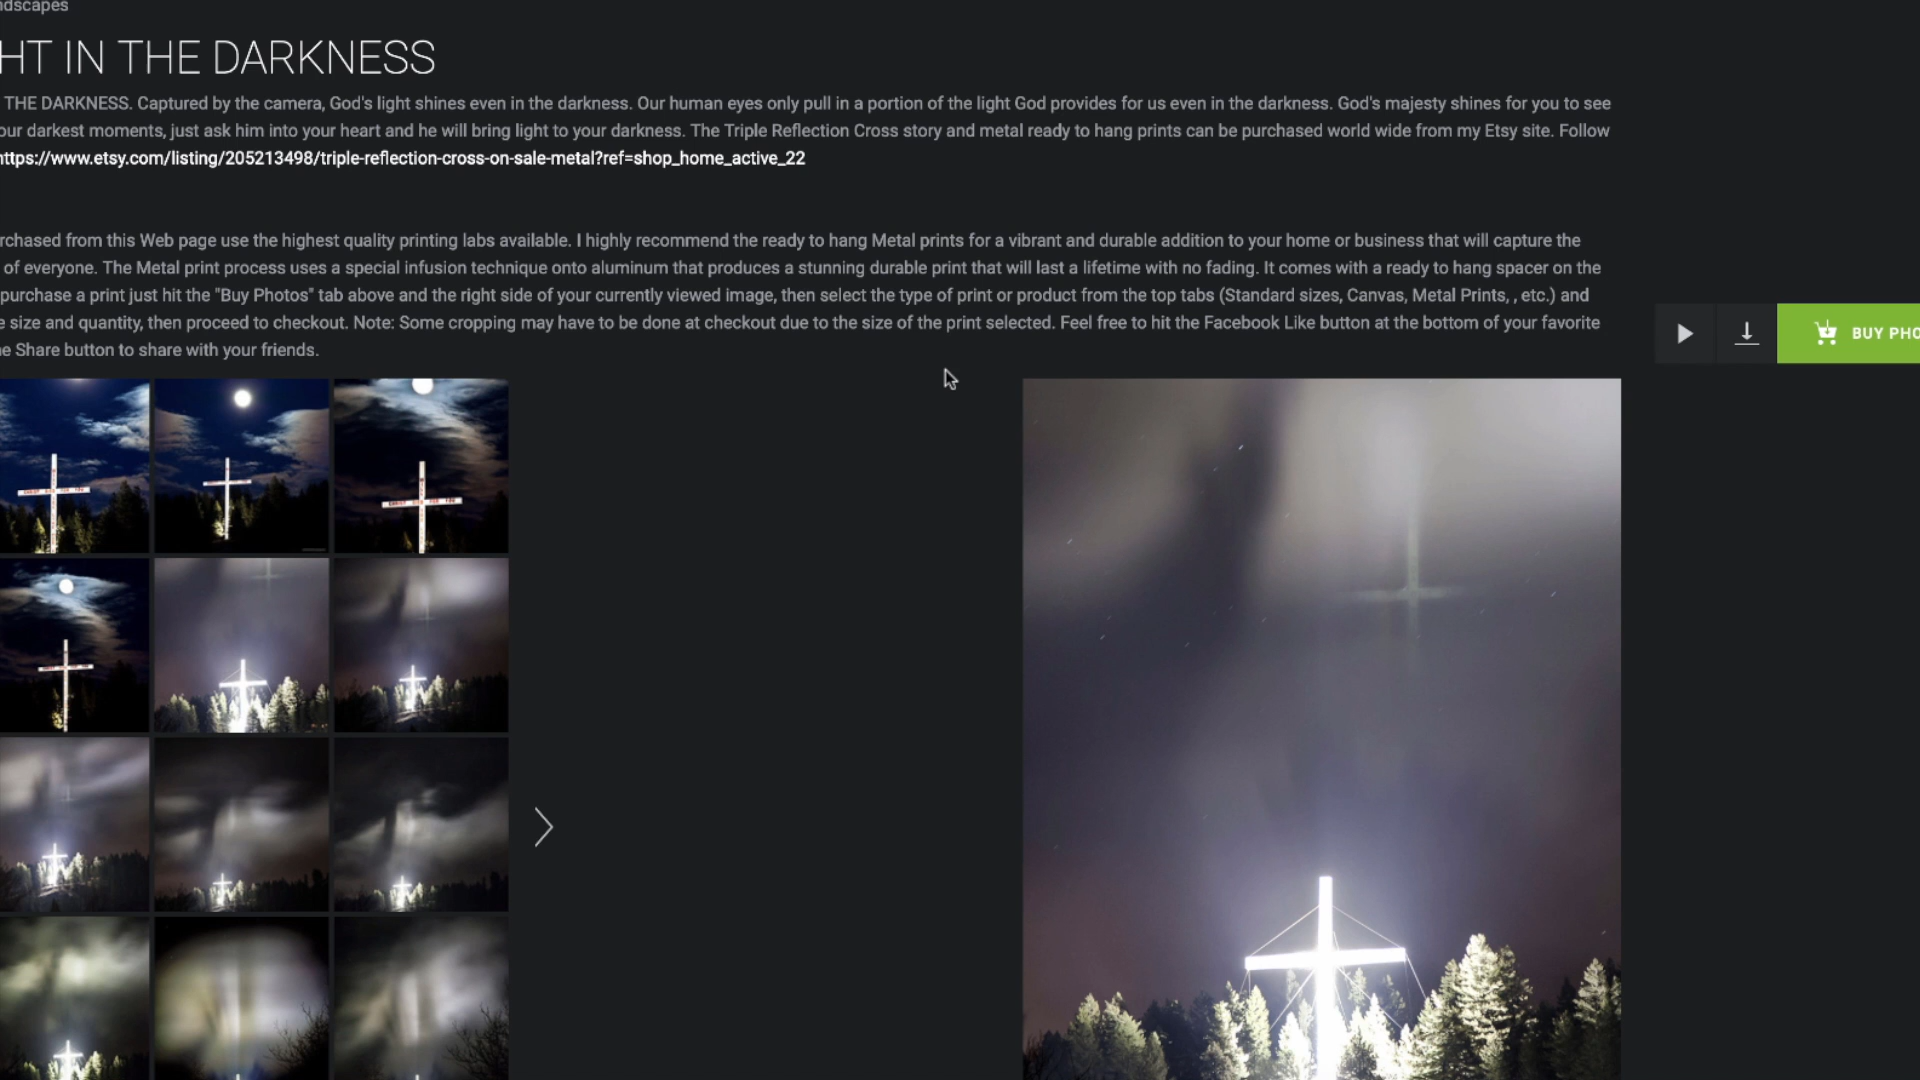 ndscapes
HT IN THE DARKNESS
THE DARKNESS. Captured by the camera, God's light shines even in the darkness. Our human eyes only pull in a portion of the light God provides for us even in the darkness. God's majesty shines for you to see
our darkest moments, just ask him into your heart and he will bring light to your darkness. The Triple Reflection Cross story and metal ready to hang prints can be purchased world wide from my Etsy site. Follow
https://www.etsy.com/listing/205213498/triple-reflection-cross-on-sale-metal?ref=shop_home_active_22
rchased from this Web page use the highest quality printing labs available. I highly recommend the ready to hang Metal prints for a vibrant and durable addition to your home or business that will capture the
of everyone. The Metal print process uses a special infusion technique onto aluminum that produces a stunning durable print that will last a lifetime with no fading. It comes with a ready to hang spacer on the
purchase a print just hit the "Buy Photos" tab above and the right side of your currently viewed image, then select the type of print or product from the top tabs (Standard sizes, Canvas, Metal Prints, , etc.) and
e size and quantity, then proceed to checkout. Note: Some cropping may have to be done at checkout due to the size of the print selected. Feel free to hit the Facebook Like button at the bottom of your favorite
e Share button to share with your friends.
BUY PHO